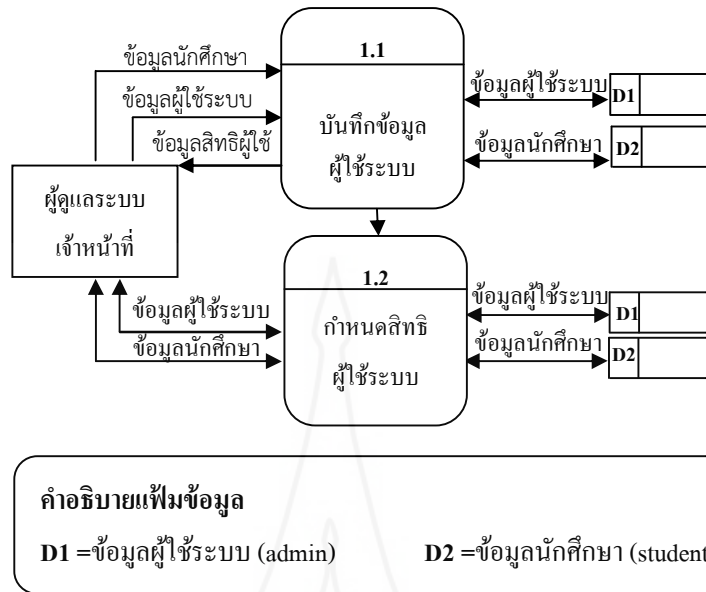 ข้อมูลนักศึกษา
ข้อมูลผู้ใช้ระบบ
ข้อมูลสิทธิผู้ใช้
ผู้ดูแลระบบ
เจ้าหน้าที่
1.1
บันทึกข้อมูล
ผู้ใช้ระบบ
ข้อมูลผู้ใช้ระบบ
D1
ข้อมูลนักศึกษา
D2
ข้อมูลผู้ใช้ระบบ
ข้อมูลนักศึกษา
1.2
กำหนดสิทธิ
ผู้ใช้ระบบ
ข้อมูลผู้ใช้ระบบ
D1
ข้อมูลนักศึกษา
D2
คำอธิบายแฟ้มข้อมูล
D1 =ข้อมูลผู้ใช้ระบบ (admin) D2 =ข้อมูลนักศึกษา (student